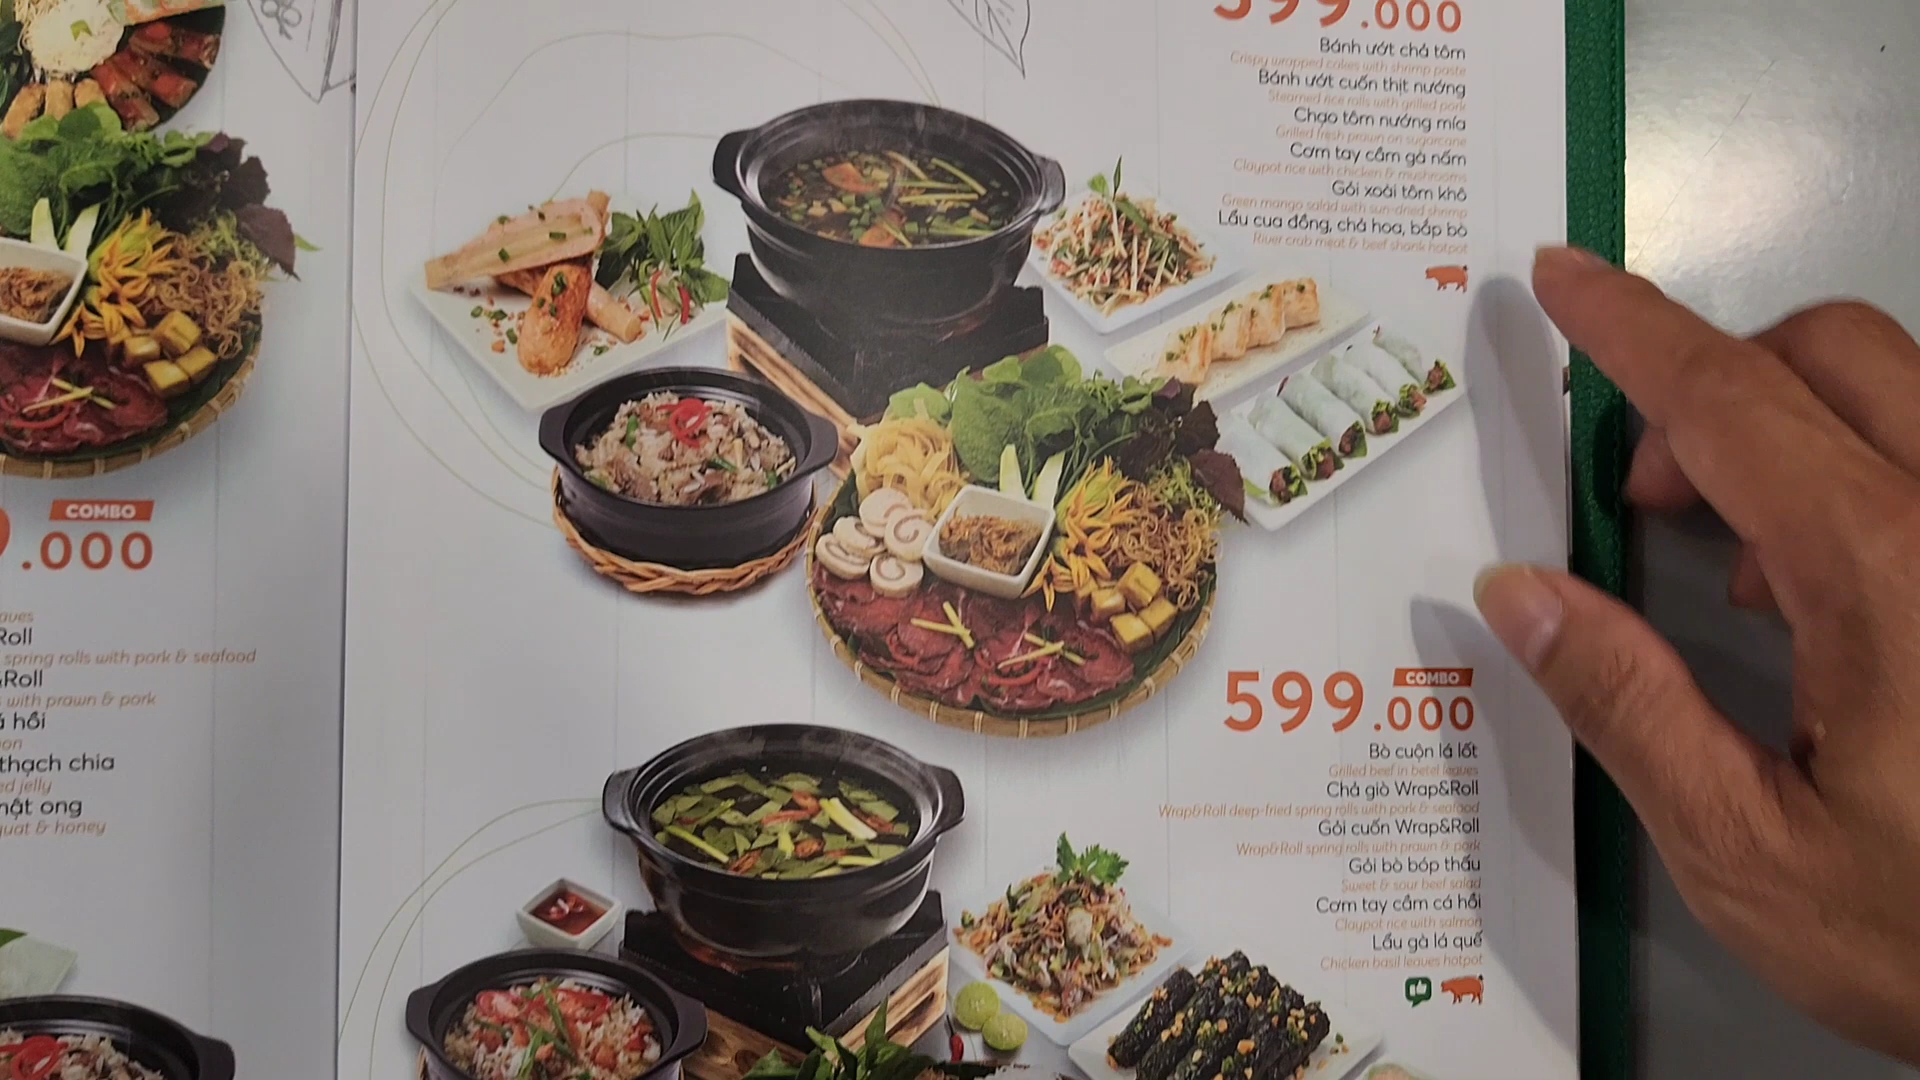 COMBO
9.000
Roll
spring rolls with pork & seafood
&Roll
with prawn & pork
á hồi
thạch chia
ed jelly
mật ong
quat & honey
599.000
Bánh ướt chả tôm
Crispy wrapped cakes with shrimp paste
Bánh ướt cuốn thịt nướng
Steamed rice rolls with grilled pork
Chạo tôm nướng mía
Grilled fresh prawn on sugarcane
Cơm tay cầm gà nấm
Claypot rice with chicken & mushrooms
Gỏi xoài tôm khô
Green mango salad with sun-dried shrimp
Lẩu cua đồng, chả hoa, bắp bò
River crab meat & beef shank hotpot
COMBO
599.000
Bò cuộn lá lốt
Grilled beef in betel leaves
Chả giò Wrap&Roll
Wrap&Roll deep-fried spring rolls with pork & seafood
Gỏi cuốn Wrap&Roll
Wrap&Roll spring rolls with prawn & pork
Gỏi bò bóp thấu
Sweet & sour beef salad
Cơm tay cầm cá hồi
Claypot rice with salmon
Lẩu gà lá quế
Chicken basil leaves hotpot